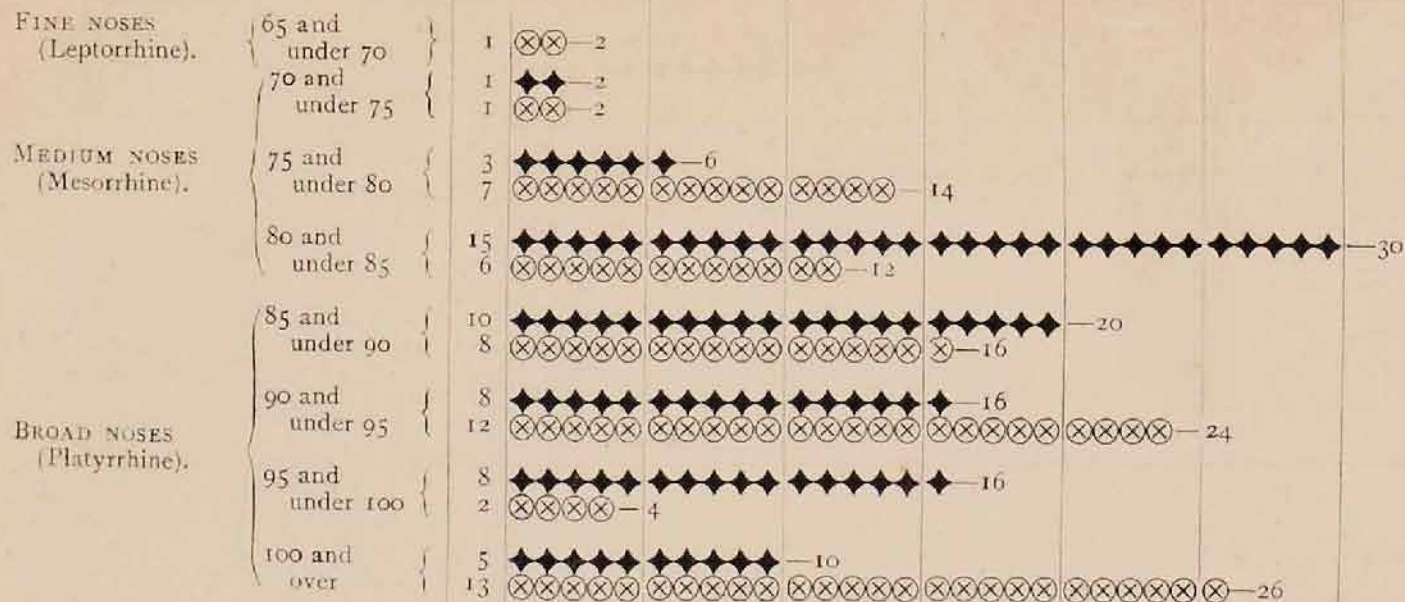 FINE NOSES
(Leptorrhine).
65 and
under 70
1 —2
70 and
under 75
1 —2
1 —2
MEDIUM NOSES
(Mesorrhine).
75 and
under 80
3 —6
7 — 14
80 and
under 85
15 —30
6 —12
85 and
under 90
10 —20
8 —16
BROAD NOSES
(Platyrrhine).
90 and
under 95
8 —16
12 — 24
95 and
under 100
8 —16
2 — 4
100 and
over
5 —10
13 —26